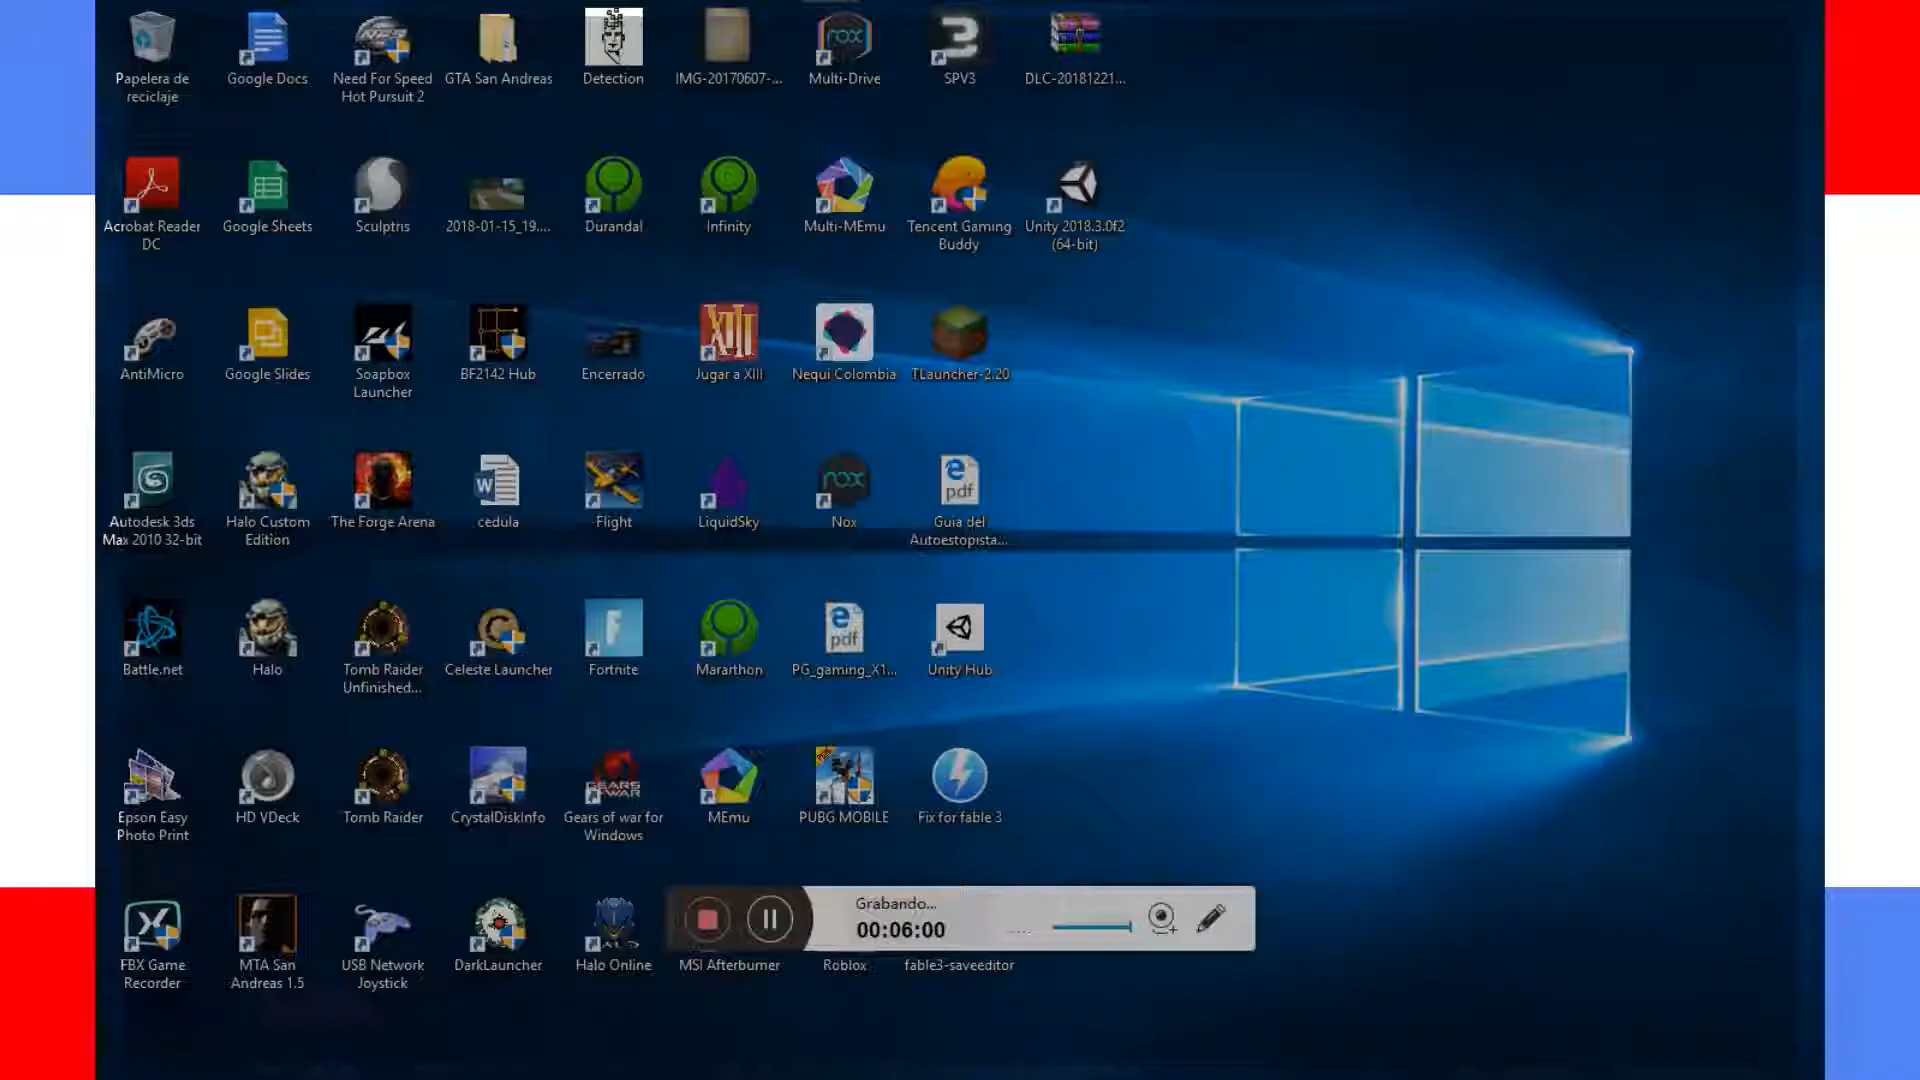 Papelera de
reciclaje
Google Docs
Need For Speed
Hot Pursuit 2
GTA San Andreas
Detection
IMG-20170607-...
Multi-Drive
SPV3
DLC-20181221...
Acrobat Reader
DC
Google Sheets
Sculptris
2018-01-15_19....
Durandal
Infinity
Multi-MEmu
Tencent Gaming
Buddy
Unity 2018.3.0f2
(64-bit)
AntiMicro
Google Slides
Soapbox
Launcher
BF2142 Hub
Encerrado
Jugar a XIII
Nequi Colombia
TLauncher-2.20
Autodesk 3ds
Max 2010 32-bit
Halo Custom
Edition
The Forge Arena
cedula
Flight
LiquidSky
Nox
Guia del
Autoestopista...
Battle.net
Halo
Tomb Raider
Unfinished...
Celeste Launcher
Fortnite
Mararthon
PG_gaming_X1...
Unity Hub
Epson Easy
Photo Print
HD VDeck
Tomb Raider
CrystalDiskInfo
Gears of war for
Windows
MEmu
PUBG MOBILE
Fix for fable 3
Grabando...
00:06:00
FBX Game
Recorder
MTA San
Andreas 1.5
USB Network
Joystick
DarkLauncher
Halo Online
MSI Afterburner
Roblox
fable3-saveeditor